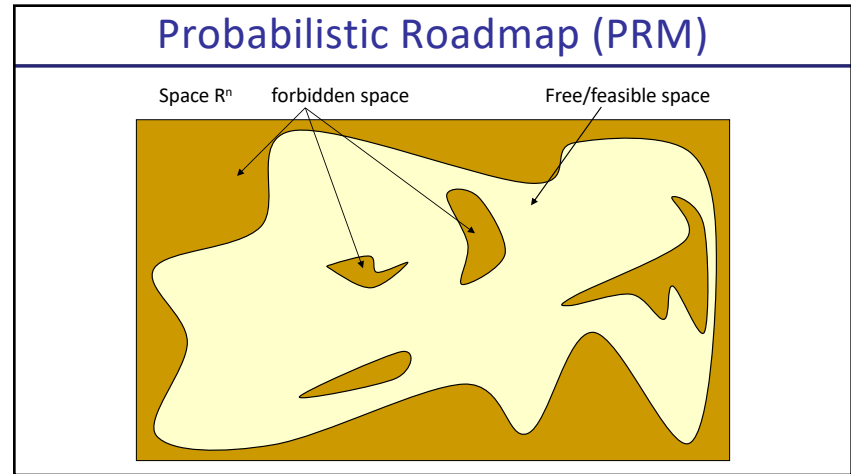 Probabilistic Roadmap (PRM)
Space Rⁿ forbidden space Free/feasible space